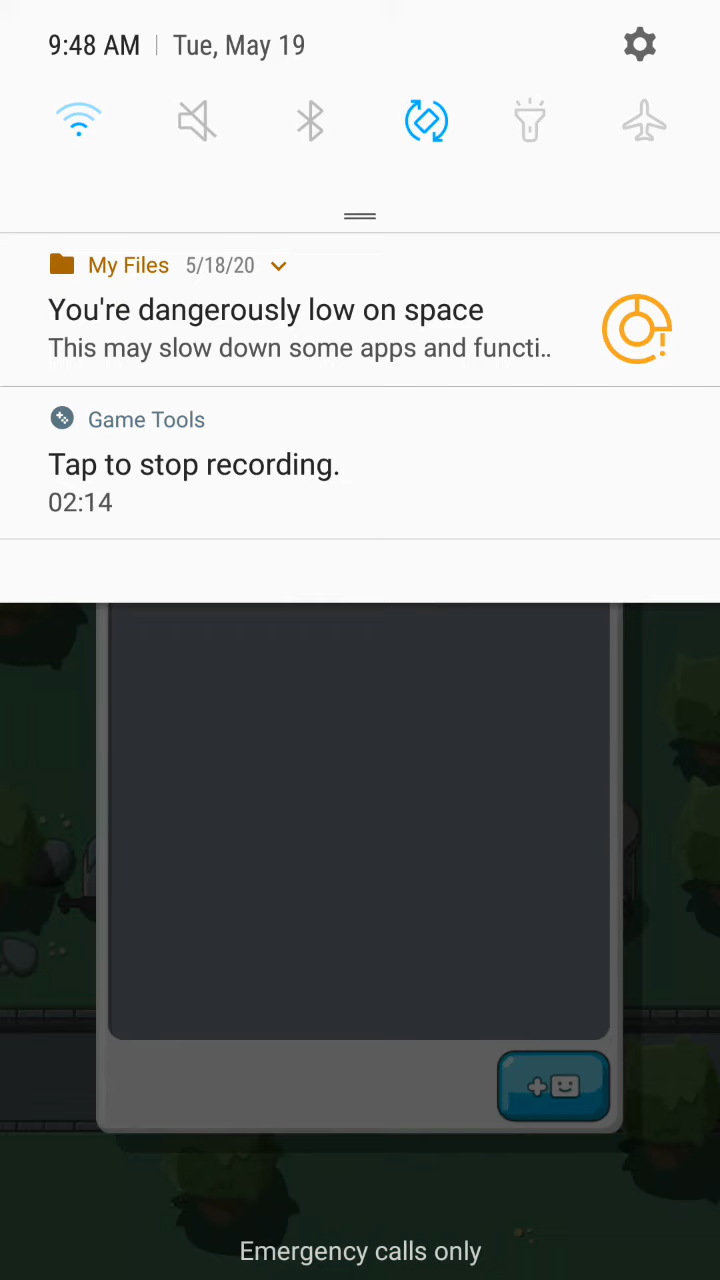 9:48 AM | Tue, May 19
My Files 5/18/20
You're dangerously low on space
This may slow down some apps and functi..
Game Tools
Tap to stop recording.
02:14
Emergency calls only